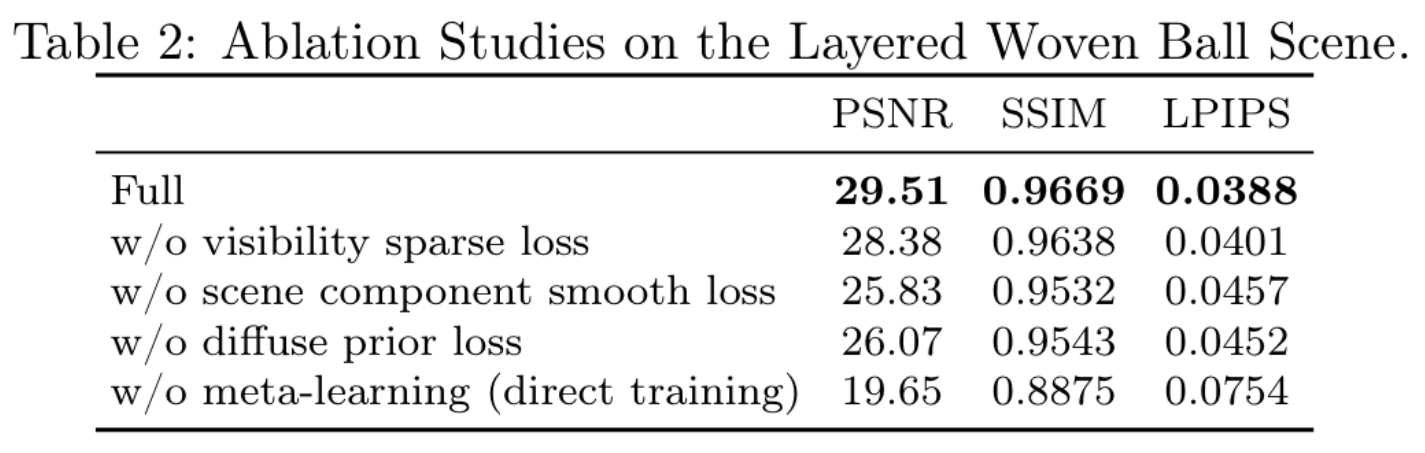 Table 2: Ablation Studies on the Layered Woven Ball Scene.
PSNR SSIM LPIPS
Full 29.51 0.9669 0.0388
w/o visibility sparse loss 28.38 0.9638 0.0401
w/o scene component smooth loss 25.83 0.9532 0.0457
w/o diffuse prior loss 26.07 0.9543 0.0452
w/o meta-learning (direct training) 19.65 0.8875 0.0754